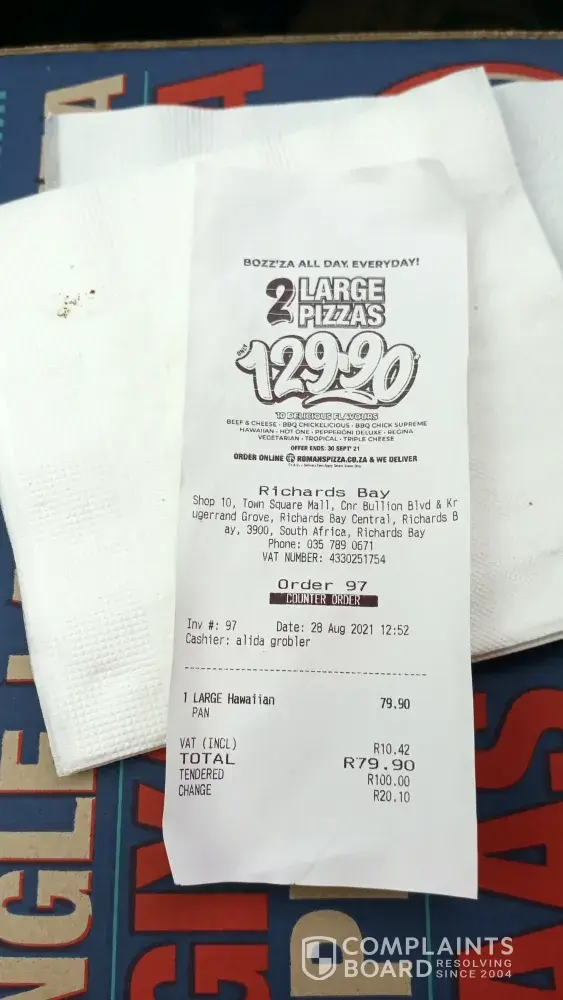 BOZZ'ZA ALL DAY, EVERYDAY!
2 LARGE
PIZZA'S
ONLY
129.90
10 DELICIOUS FLAVOURS
BEEF & CHEESE • BBQ CHICKELICIOUS • BBQ CHICK SUPREME
HAWAIIAN • HOT ONE • PEPPERONI DELUXE • REGINA
VEGETARIAN • TROPICAL • TRIPLE CHEESE
OFFER ENDS: 30 SEPT' 21
ORDER ONLINE ROMANSPIZZA.CO.ZA & WE DELIVER
Richards Bay
Shop 10, Town Square Mall, Cnr Bullion Blvd & Kr
ugerrand Grove, Richards Bay Central, Richards B
ay, 3900, South Africa, Richards Bay
Phone: 035 789 0671
VAT NUMBER: 4330251754
Order 97
COUNTER ORDER
Inv #: 97 Date: 28 Aug 2021 12:52
Cashier: alida grobler
1 LARGE Hawaiian 79.90
PAN
VAT (INCL) R10.42
TOTAL R79.90
TENDERED R100.00
CHANGE R20.10
COMPLAINTS
BOARD RESOLVING
SINCE 2004